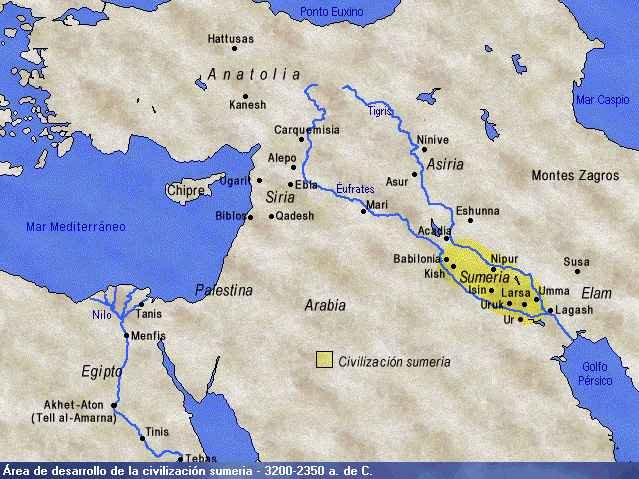 Ponto Euxino
Hattusas
Anatolia
Kanesh
Mar Caspio
Tigris
Carquemisia
Ninive
Asiria
Alepo
Montes Zagros
Chipre
Ugarit
Ebla
Asur
Éufrates
Siria
Mari
Biblos
Qadesh
Eshunna
Mar Mediterráneo
Acadia
Babilonia
Nipur
Susa
Kish
Sumeria
Palestina
Isin
Larsa
Umma
Elam
Arabia
Uruk
Lagash
Nilo
Tanis
Ur
Menfis
Civilización sumeria
Golfo
Pérsico
Egipto
Akhet-Aton
(Tell al-Amarna)
Tinis
Tebas
Área de desarrollo de la civilización sumeria - 3200-2350 a. de C.